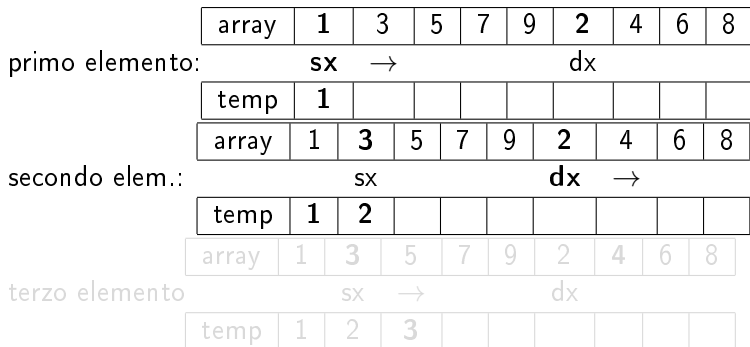 array 1 3 5 7 9 2 4 6 8
primo elemento: sx → dx
temp 1
array 1 3 5 7 9 2 4 6 8
secondo elem.: sx dx →
temp 1 2
array 1 3 5 7 9 2 4 6 8
terzo elemento sx → dx
temp 1 2 3